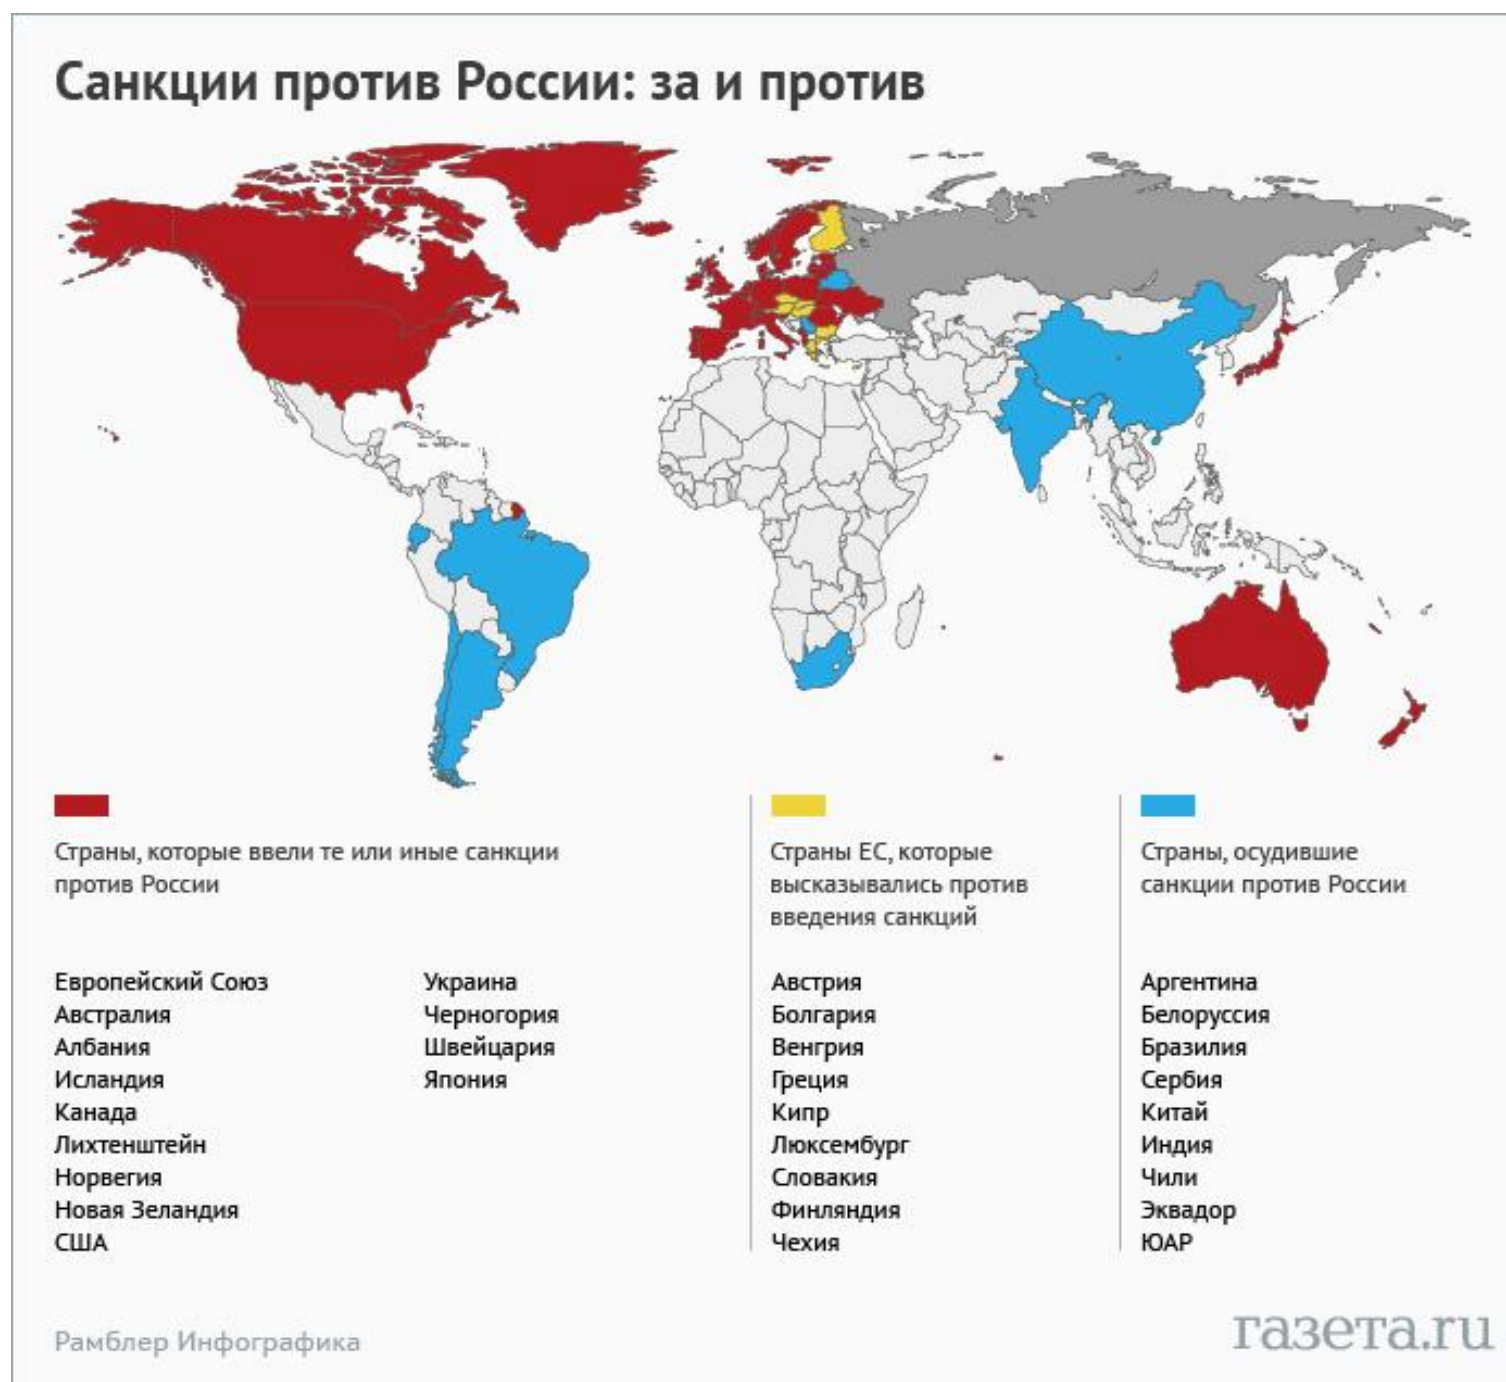 Санкции против России: за и против
Страны, которые ввели те или иные санкции
против России
Европейский Союз
Австралия
Албания
Исландия
Канада
Лихтенштейн
Норвегия
Новая Зеландия
США
Украина
Черногория
Швейцария
Япония
Страны ЕС, которые
высказывались против
введения санкций
Австрия
Болгария
Венгрия
Греция
Кипр
Люксембург
Словакия
Финляндия
Чехия
Страны, осудившие
санкции против России
Аргентина
Белоруссия
Бразилия
Сербия
Китай
Индия
Чили
Эквадор
ЮАР
Рамблер Инфографика
газета.ru